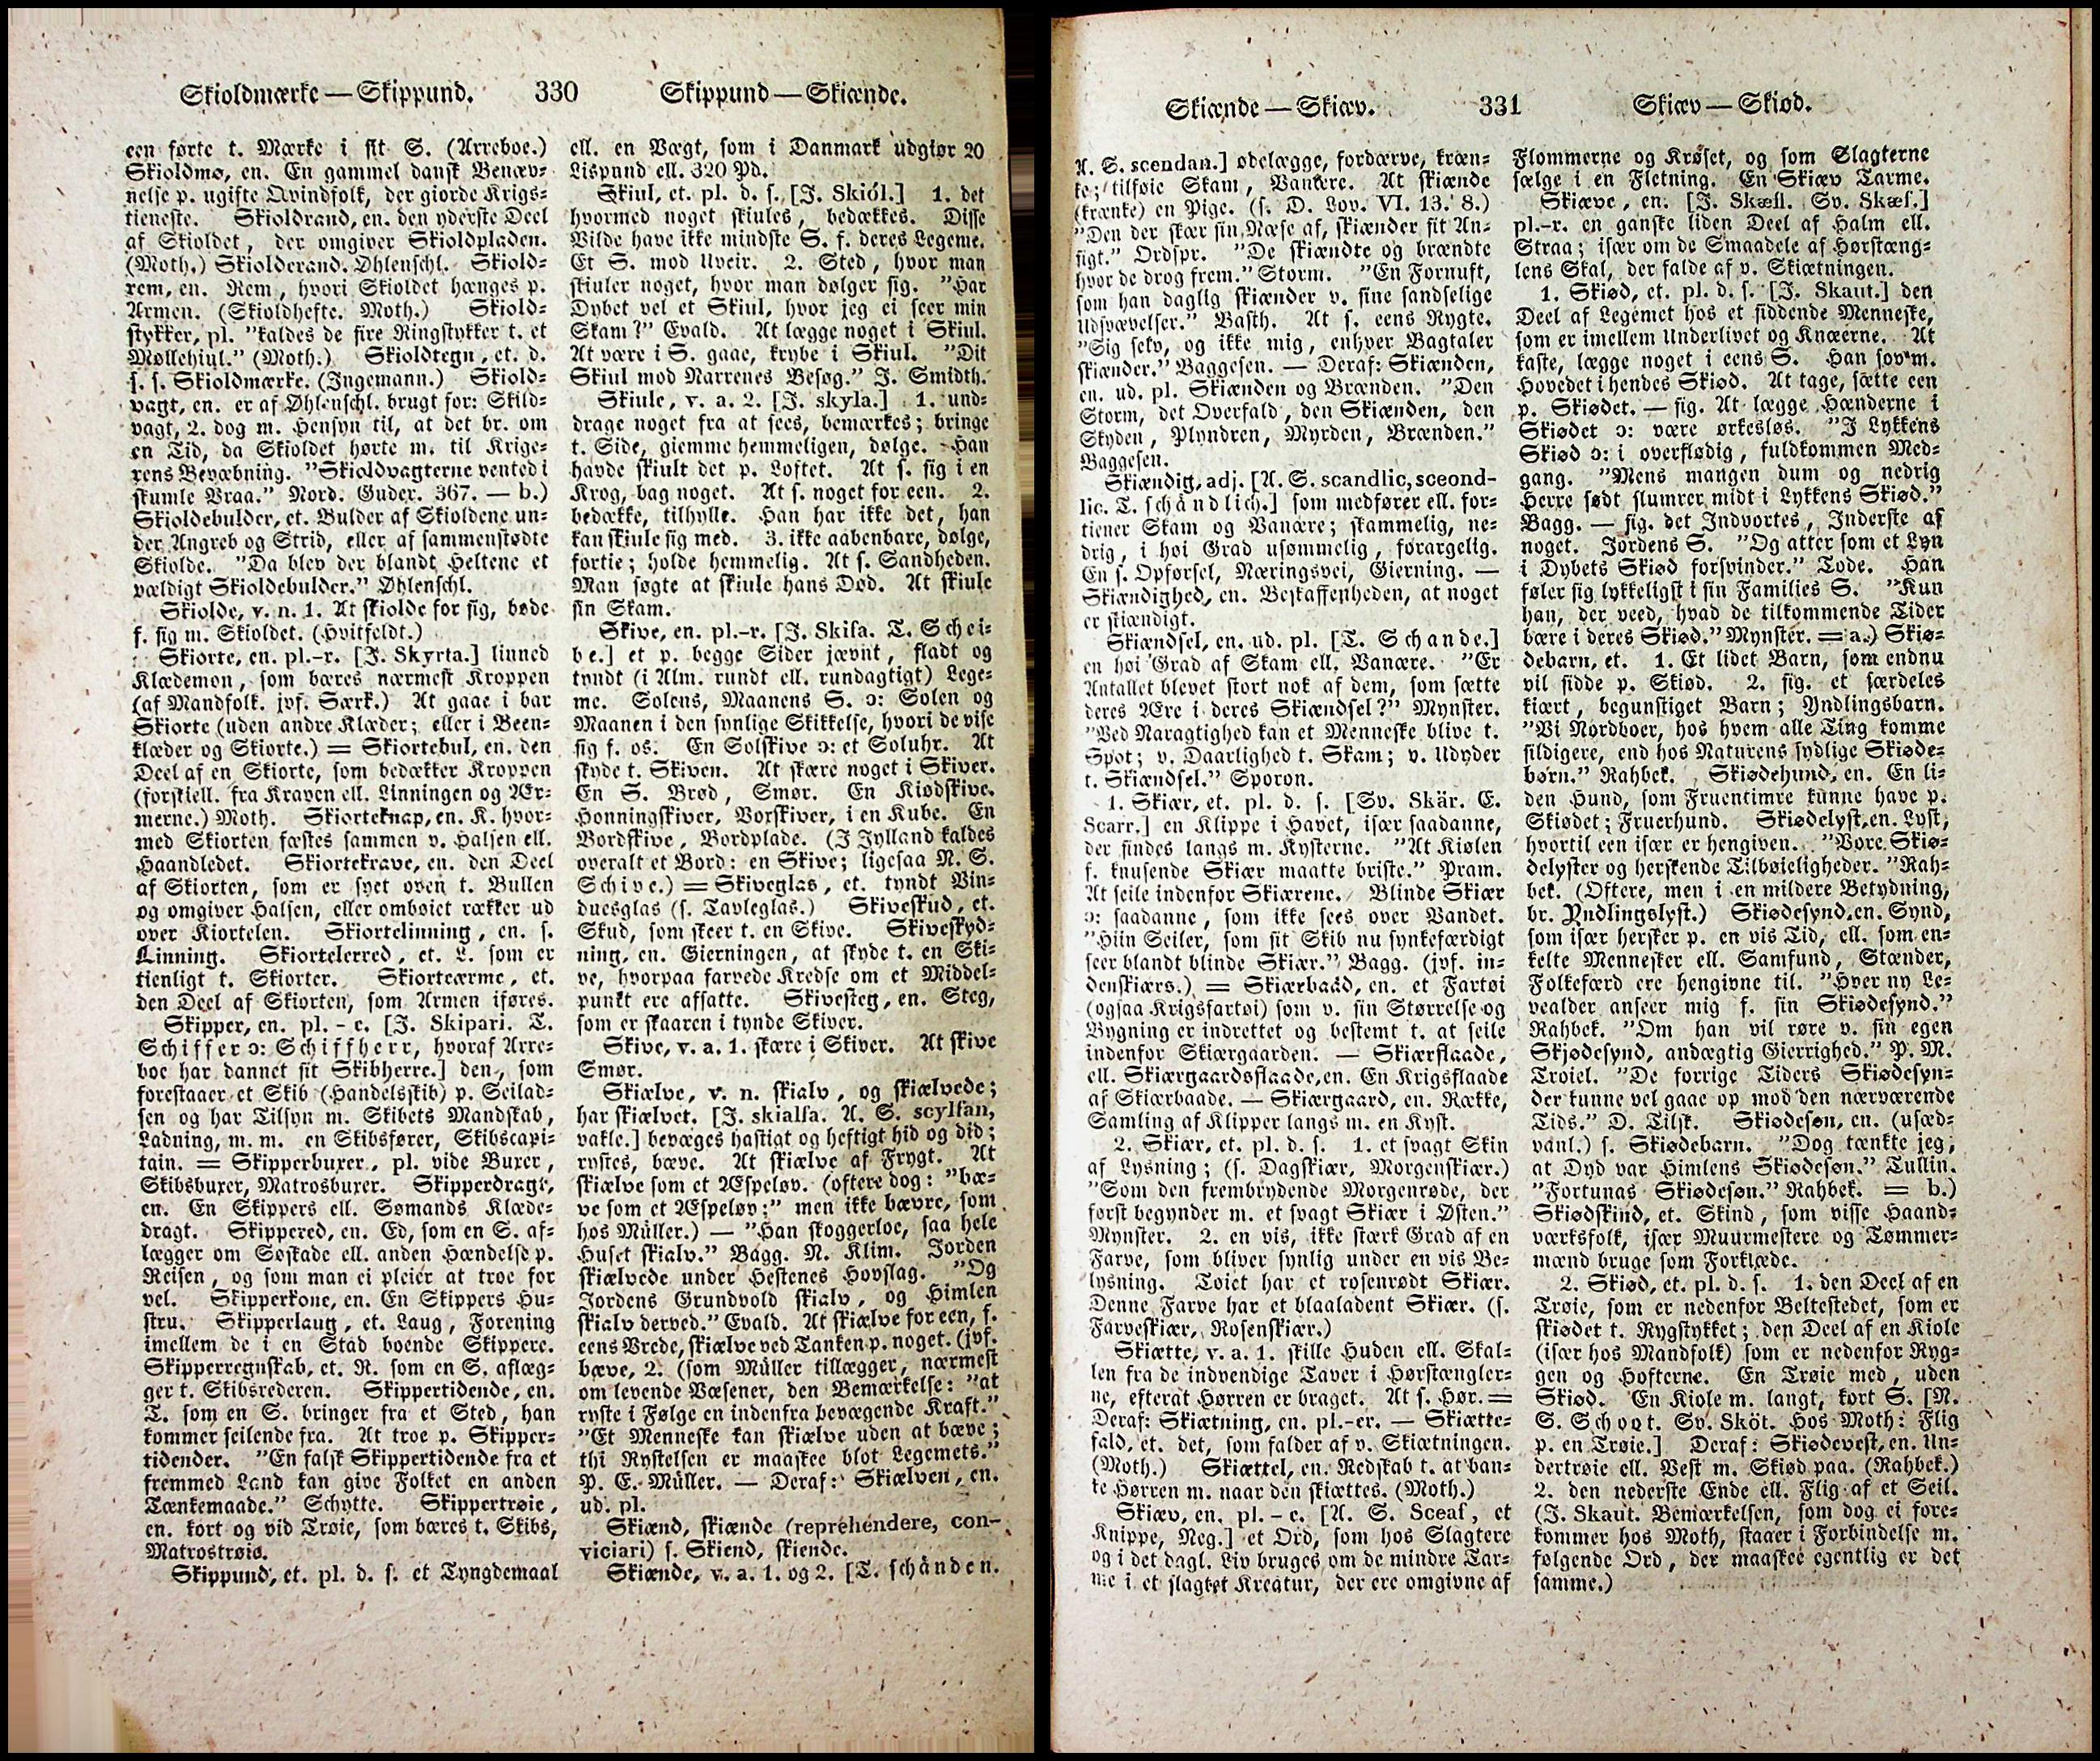 Skioldmærke — Skippund. 330 Skippund — Skiænde.
een førte t. Mærke i sit S. (Arreboe.)
Skioldmø, en. En gammel dansk Benæv-
nelse p. ugifte Qvindfolk, der giorde Krigs-
tieneste. Skioldrand, en. den yderste Deel
af Skioldet, der omgiver Skioldpladen.
(Moth.) Skiolderand. Øhlenschl. Skiold-
rem, en. Rem, hvori Skioldet hænges p.
Armen. (Skioldhefte. Moth.) Skiold-
stykker, pl. "kaldes de fire Ringstykker t. et
Møllehiul." (Moth.) Skioldtegn, et. d.
s. s. Skioldmærke. (Ingemann.) Skiold-
vagt, en. er af Øhlenschl. brugt for: Skild-
vagt, 2. dog m. Hensyn til, at det br. om
en Tid, da Skioldet hørte m. til Krige-
rens Bevæbning. "Skioldvagterne vented i
skumle Vraa." Nord. Guder. 367. — b.)
Skioldebulder, et. Bulder af Skioldene un-
der Angreb og Strid, eller af sammenstødte
Skiolde. "Da blev der blandt Heltene et
vældigt Skioldebulder." Øhlenschl.
Skiolde, v. n. 1. At skiolde for sig, bøde
f. sig m. Skioldet. (Hvitfeldt.)
Skiorte, en. pl.-r. [J. Skyrta.] linned
Klædemon, som bæres nærmest Kroppen
(af Mandfolk. jvf. Særk.) At gaae i bar
Skiorte (uden andre Klæder; eller i Been-
klæder og Skiorte.) = Skiortebul, en. den
Deel af en Skiorte, som bedækker Kroppen
(forskiell. fra Kraven ell. Linningen og Ær-
merne.) Moth. Skiorteknap, en. K. hvor-
med Skiorten fæstes sammen v. Halsen ell.
Haandledet. Skiortekrave, en. den Deel
af Skiorten, som er syet oven t. Bullen
og omgiver Halsen, eller ombøiet rækker ud
over Kiortelen. Skiortelinning, en. s.
Linning. Skiortelerred, et. L. som er
tienligt t. Skiorter. Skiorteærme, et.
den Deel af Skiorten, som Armen iføres.
Skipper, en. pl. - e. [J. Skipari. T.
Schiffer ɔ: Schiffherr, hvoraf Arre-
boe har dannet sit Skibherre.] den, som
forestaaer et Skib (Handelsskib) p. Seilad-
sen og har Tilsyn m. Skibets Mandskab,
Ladning, m. m. en Skibsfører, Skibscapi-
tain. = Skipperbuxer, pl. vide Buxer,
Skibsbuxer, Matrosbuxer. Skipperdragt,
en. En Skippers ell. Sømands Klæde-
dragt. Skippered, en. Ed, som en S. af-
lægger om Søskade ell. anden Hændelse p.
Reisen, og som man ei pleier at troe for
vel. Skipperkone, en. En Skippers Hu-
stru. Skipperlaug, et. Laug, Forening
imellem de i en Stad boende Skippere.
Skipperregnskab, et. R. som en S. aflæg-
ger t. Skibsrederen. Skippertidende, en.
T. som en S. bringer fra et Sted, han
kommer seilende fra. At troe p. Skipper-
tidender. "En falsk Skippertidende fra et
fremmed Land kan give Folket en anden
Tænkemaade." Schytte. Skippertrøie,
en. kort og vid Trøie, som bæres t. Skibs,
Matrostrøie.
Skippund, et. pl. d. s. et Tyngdemaal
ell. en Vægt, som i Danmark udgiør 20
Lispund ell. 320 Pd.
Skiul, et. pl. d. s. [J. Skiól.] 1. det
hvormed noget skiules, bedækkes. Disse
Vilde have ikke mindste S. f. deres Legeme.
Et S. mod Uveir. 2. Sted, hvor man
skiuler noget, hvor man dølger sig. "Har
Dybet vel et Skiul, hvor jeg ei seer min
Skam?" Evald. At lægge noget i Skiul.
At være i S. gaae, krybe i Skiul. "Dit
Skiul mod Narrenes Besøg." J. Smidth.
Skiule, v. a. 2. [J. skyla.] 1. und-
drage noget fra at sees, bemærkes; bringe
t. Side, giemme hemmeligen, dølge. Han
havde skiult det p. Loftet. At s. sig i en
Krog, bag noget. At s. noget for een. 2.
bedække, tilhylle. Han har ikke det, han
kan skiule sig med. 3. ikke aabenbare, dølge,
fortie; holde hemmelig. At s. Sandheden.
Man søgte at skiule hans Død. At skiule
sin Skam.
Skive, en. pl.-r. [J. Skifa. T. Schei-
be.] et p. begge Sider jævnt, fladt og
tyndt (i Alm. rundt ell. rundagtigt) Lege-
me. Solens, Maanens S. ɔ: Solen og
Maanen i den synlige Skikkelse, hvori de vise
sig f. os. En Solskive ɔ: et Soluhr. At
skyde t. Skiven. At skære noget i Skiver.
En S. Brød, Smør. En Kiødskive.
Honningskiver, Vorskiver, i en Kube. En
Bordskive, Bordplade. (I Jylland kaldes
overalt et Bord: en Skive; ligesaa N. S.
Schive.) = Skiveglas, et. tyndt Vin-
duesglas (s. Tavleglas.) Skiveskud, et.
Skud, som skeer t. en Skive. Skiveskyd-
ning, en. Gierningen, at skyde t. en Ski-
ve, hvorpaa farvede Kredse om et Middel-
punkt ere afsatte. Skivesteg, en. Steg,
som er skaaren i tynde Skiver.
Skive, v. a. 1. skære i Skiver. At skive
Smør.
Skiælve, v. n. skialv, og skiælvede;
har skiælvet. [J. skialfa. A. S. scylfan,
vakle.] bevæges hastigt og heftigt hid og did;
rystes, bæve. At skiælve af Frygt. At
skiælve som et Æspeløv. (oftere dog: "bæ-
ve som et Æspeløv;" men ikke bævre, som
hos Müller.) — "Han skoggerloe, saa hele
Huset skialv." Bagg. N. Klim. Jorden
skiælvede under Hestenes Hovslag. "Og
Jordens Grundvold skialv, og Himlen
skialv derved." Evald. At skiælve for een, f.
eens Vrede, skiælve ved Tanken p. noget. (jvf.
bæve, 2. (som Müller tillægger, nærmest
om levende Væsener, den Bemærkelse: "at
ryste i Følge en indenfra bevægende Kraft."
"Et Menneske kan skiælve uden at bæve;
thi Rystelsen er maaskee blot Legemets."
P. E. Müller. — Deraf: Skiælven, en.
ud. pl.
Skiænd, skiænde (reprehendere, con-
viciari) s. Skiend, skiende.
Skiænde, v. a. 1. og 2. [T. schänden.
Skiænde — Skiæv. 331 Skiæv — Skiød.
A. S. scendan.] ødelægge, fordærve, kræn-
ke; tilføie Skam, Vanære. At skiænde
(krænke) en Pige. (s. D. Lov. VI. 13. 8.)
"Den der skær sin Næse af, skiænder sit An-
sigt." Ordspr. "De skiændte og brændte
hvor de drog frem." Storm. "En Fornuft,
som han daglig skiænder v. sine sandselige
Udsvævelser." Basth. At s. eens Rygte.
"Sig selv, og ikke mig, enhver Bagtaler
skiænder." Baggesen. — Deraf: Skiænden,
en. ud. pl. Skiænden og Brænden. "Den
Storm, det Overfald, den Skiænden, den
Skyden, Plyndren, Myrden, Brænden."
Baggesen.
Skiændig, adj. [A. S. scandlic, sceond-
lic. T. schändlich.] som medfører ell. for-
tiener Skam og Vanære; skammelig, ne-
drig, i høi Grad usømmelig, forargelig.
En s. Opførsel, Næringsvei, Gierning. —
Skiændighed, en. Beskaffenheden, at noget
er skiændigt.
Skiændsel, en. ud. pl. [T. Schande.]
en høi Grad af Skam ell. Vanære. "Er
Antallet blevet stort nok af dem, som sætte
deres Ære i deres Skiændsel?" Mynster.
"Ved Naragtighed kan et Menneske blive t.
Spot; v. Daarlighed t. Skam; v. Udyder
t. Skiændsel." Sporon.
1. Skiær, et. pl. d. s. [Sv. Skär. E.
Scarr.] en Klippe i Havet, især saadanne,
der findes langs m. Kysterne. "At Kiølen
f. knusende Skiær maatte briste." Pram.
At seile indenfor Skiærene. Blinde Skiær
ɔ: saadanne, som ikke sees over Vandet.
"Hiin Seiler, som sit Skib nu synkefærdigt
seer blandt blinde Skiær." Bagg. (jvf. in-
denskiærs.) = Skiærbaad, en. et Fartøi
(ogsaa Krigsfartøi) som v. sin Størrelse og
Bygning er indrettet og bestemt t. at seile
indenfor Skiærgaarden. — Skiærflaade,
ell. Skiærgaardsflaade, en. En Krigsflaade
af Skiærbaade. — Skiærgaard, en. Række,
Samling af Klipper langs m. en Kyst.
2. Skiær, et. pl. d. s. 1. et svagt Skin
af Lysning; (s. Dagskiær, Morgenskiær.)
"Som den frembrydende Morgenrøde, der
først begynder m. et svagt Skiær i Østen."
Mynster. 2. en vis, ikke stærk Grad af en
Farve, som bliver synlig under en vis Be-
lysning. Tøiet har et rosenrødt Skiær.
Denne Farve har et blaaladent Skiær. (s.
Farveskiær, Rosenskiær.)
Skiætte, v. a. 1. skille Huden ell. Skal-
len fra de indvendige Taver i Hørstængler-
ne, efterat Hørren er braget. At s. Hør. =
Deraf: Skiætning, en. pl.-er. — Skiætte-
fald, et. det, som falder af v. Skiætningen.
(Moth.) Skiættel, en. Redskab t. at ban-
te Hørren m. naar den skiættes. (Moth.)
Skiæv, en. pl. - e. [A. S. Sceaf, et
Knippe, Neg.] et Ord, som hos Slagtere
og i det dagl. Liv bruges om de mindre Tar-
me i et slagtet Kreatur, der ere omgivne af
Flommerne og Krøset, og som Slagterne
sælge i en Fletning. En Skiæv Tarme.
Skiæve, en. [J. Skæfl. Sv. Skæf.]
pl.-r. en ganske liden Deel af Halm ell.
Straa; især om de Smaadele af Hørstæng-
lens Skal, der falde af v. Skiætningen.
1. Skiød, et. pl. d. s. [J. Skaut.] den
Deel af Legemet hos et siddende Menneske,
som er imellem Underlivet og Knæerne. At
kaste, lægge noget i eens S. Han sov m.
Hovedet i hendes Skiød. At tage, sætte een
p. Skiødet. — fig. At lægge Hænderne i
Skiødet ɔ: være ørkesløs. "I Lykkens
Skiød ɔ: i overflødig, fuldkommen Med-
gang. "Mens mangen dum og nedrig
Herre født slumrer midt i Lykkens Skiød."
Bagg. — fig. det Indvortes, Inderste af
noget. Jordens S. "Og atter som et Lyn
i Dybets Skiød forsvinder." Tode. Han
føler sig lykkeligst i sin Families S. "Kun
han, der veed, hvad de tilkommende Tider
bære i deres Skiød." Mynster. = a.) Skiø-
debarn, et. 1. Et lidet Barn, som endnu
vil sidde p. Skiød. 2. fig. et særdeles
kiært, begunstiget Barn; Yndlingsbarn.
"Vi Nordboer, hos hvem alle Ting komme
sildigere, end hos Naturens sydlige Skiøde-
børn." Rahbek. Skiødehund, en. En li-
den Hund, som Fruentimre kunne have p.
Skiødet; Fruerhund. Skiødelyst, en. Lyst,
hvortil een især er hengiven. "Vore Skiø-
delyster og herskende Tilbøieligheder. "Rah-
bek. (Oftere, men i en mildere Betydning,
br. Yndlingslyst.) Skiødesynd, en. Synd,
som især hersker p. en vis Tid, ell. som en-
kelte Mennesker ell. Samfund, Stænder,
Folkefærd ere hengivne til. "Hver ny Le-
vealder anseer mig f. sin Skiødesynd."
Rahbek. "Om han vil røre v. sin egen
Skjødesynd, andægtig Gierrighed." P. M.
Troiel. "De forrige Tiders Skiødesyn-
der kunne vel gaae op mod den nærværende
Tids." D. Tilsk. Skiødesøn, en. (usæd-
vanl.) s. Skiødebarn. "Dog tænkte jeg,
at Dyd var Himlens Skiødesøn." Tullin.
"Fortunas Skiødesøn." Rahbek. = b.)
Skiødskind, et. Skind, som visse Haand-
værksfolk, især Muurmestere og Tømmer-
mænd bruge som Forklæde.
2. Skiød, et. pl. d. s. 1. den Deel af en
Trøie, som er nedenfor Beltestedet, som er
skiødet t. Rygstykket; den Deel af en Kiole
(især hos Mandfolk) som er nedenfor Ryg-
gen og Hofterne. En Trøie med, uden
Skiød. En Kiole m. langt, kort S. [N.
S. Schoot. Sv. Sköt. Hos Moth: Flig
p. en Trøie.] Deraf: Skiødevest, en. Un-
dertrøie ell. Vest m. Skiød paa. (Rahbek.)
2. den nederste Ende ell. Flig af et Seil.
(J. Skaut. Bemærkelsen, som dog ei fore-
kommer hos Moth, staaer i Forbindelse m.
følgende Ord, der maaskee egentlig er det
samme.)